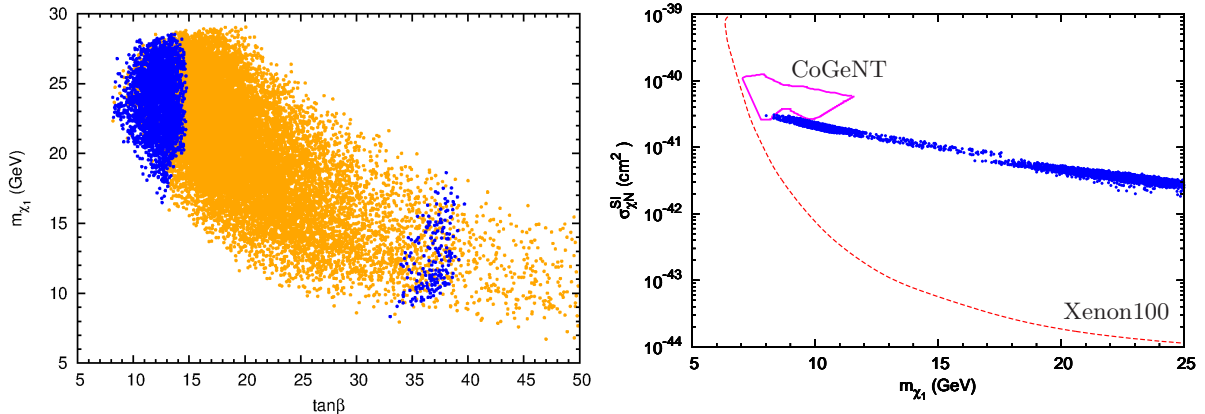 30
25
20
15
10
5
m_χ₁ (GeV)
5 10 15 20 25 30 35 40 45 50
tanβ
10⁻³⁹
10⁻⁴⁰
10⁻⁴¹
10⁻⁴²
10⁻⁴³
10⁻⁴⁴
σ^SI_χN (cm²)
CoGeNT
Xenon100
5 10 15 20 25
m_χ₁ (GeV)